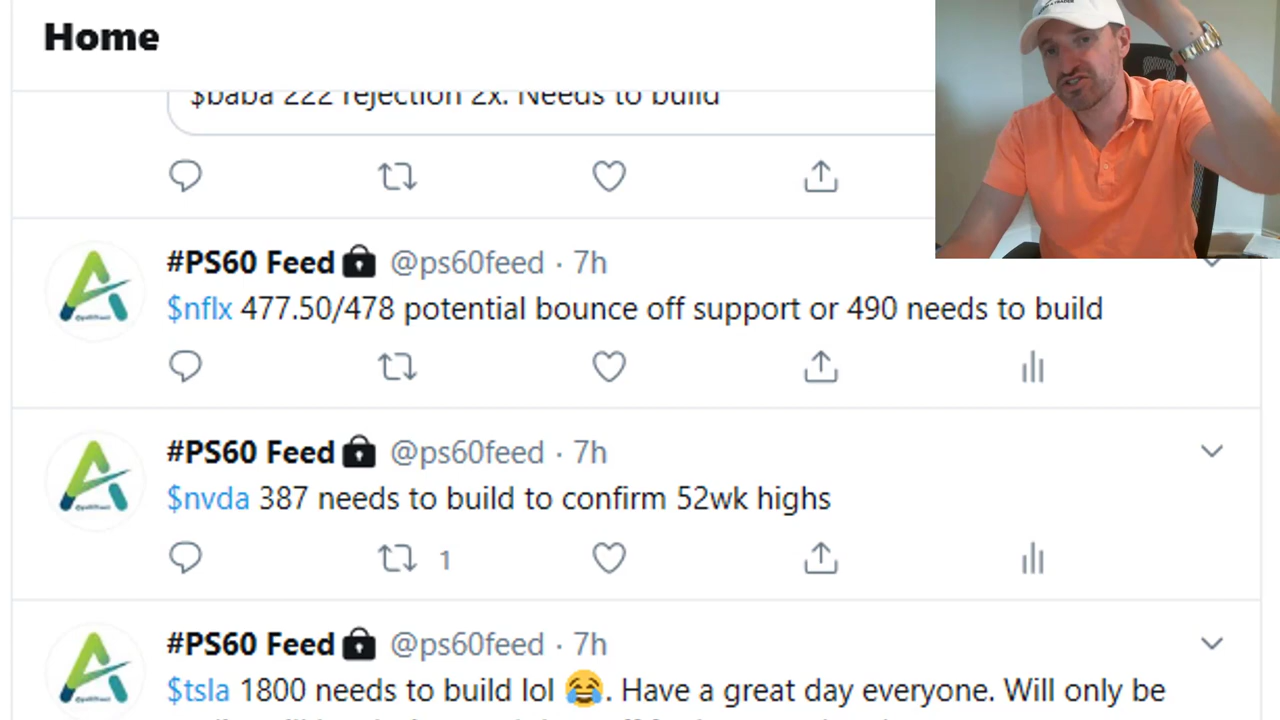 Home
$baba 222 rejection 2x. Needs to build
#PS60 Feed @ps60feed · 7h
$nflx 477.50/478 potential bounce off support or 490 needs to build
#PS60 Feed @ps60feed · 7h
$nvda 387 needs to build to confirm 52wk highs
1
#PS60 Feed @ps60feed · 7h
$tsla 1800 needs to build lol 😂. Have a great day everyone. Will only be